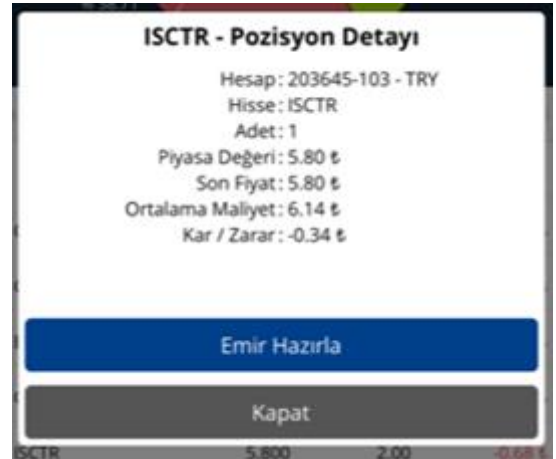 ISCTR - Pozisyon Detayı
Hesap: 203645-103 - TRY
Hisse: ISCTR
Adet: 1
Piyasa Değeri: 5.80 ₺
Son Fiyat: 5.80 ₺
Ortalama Maliyet: 6.14 ₺
Kar / Zarar: -0.34 ₺
Emir Hazırla
Kapat
ISCTR 5.800 2.00 -0.68 ₺